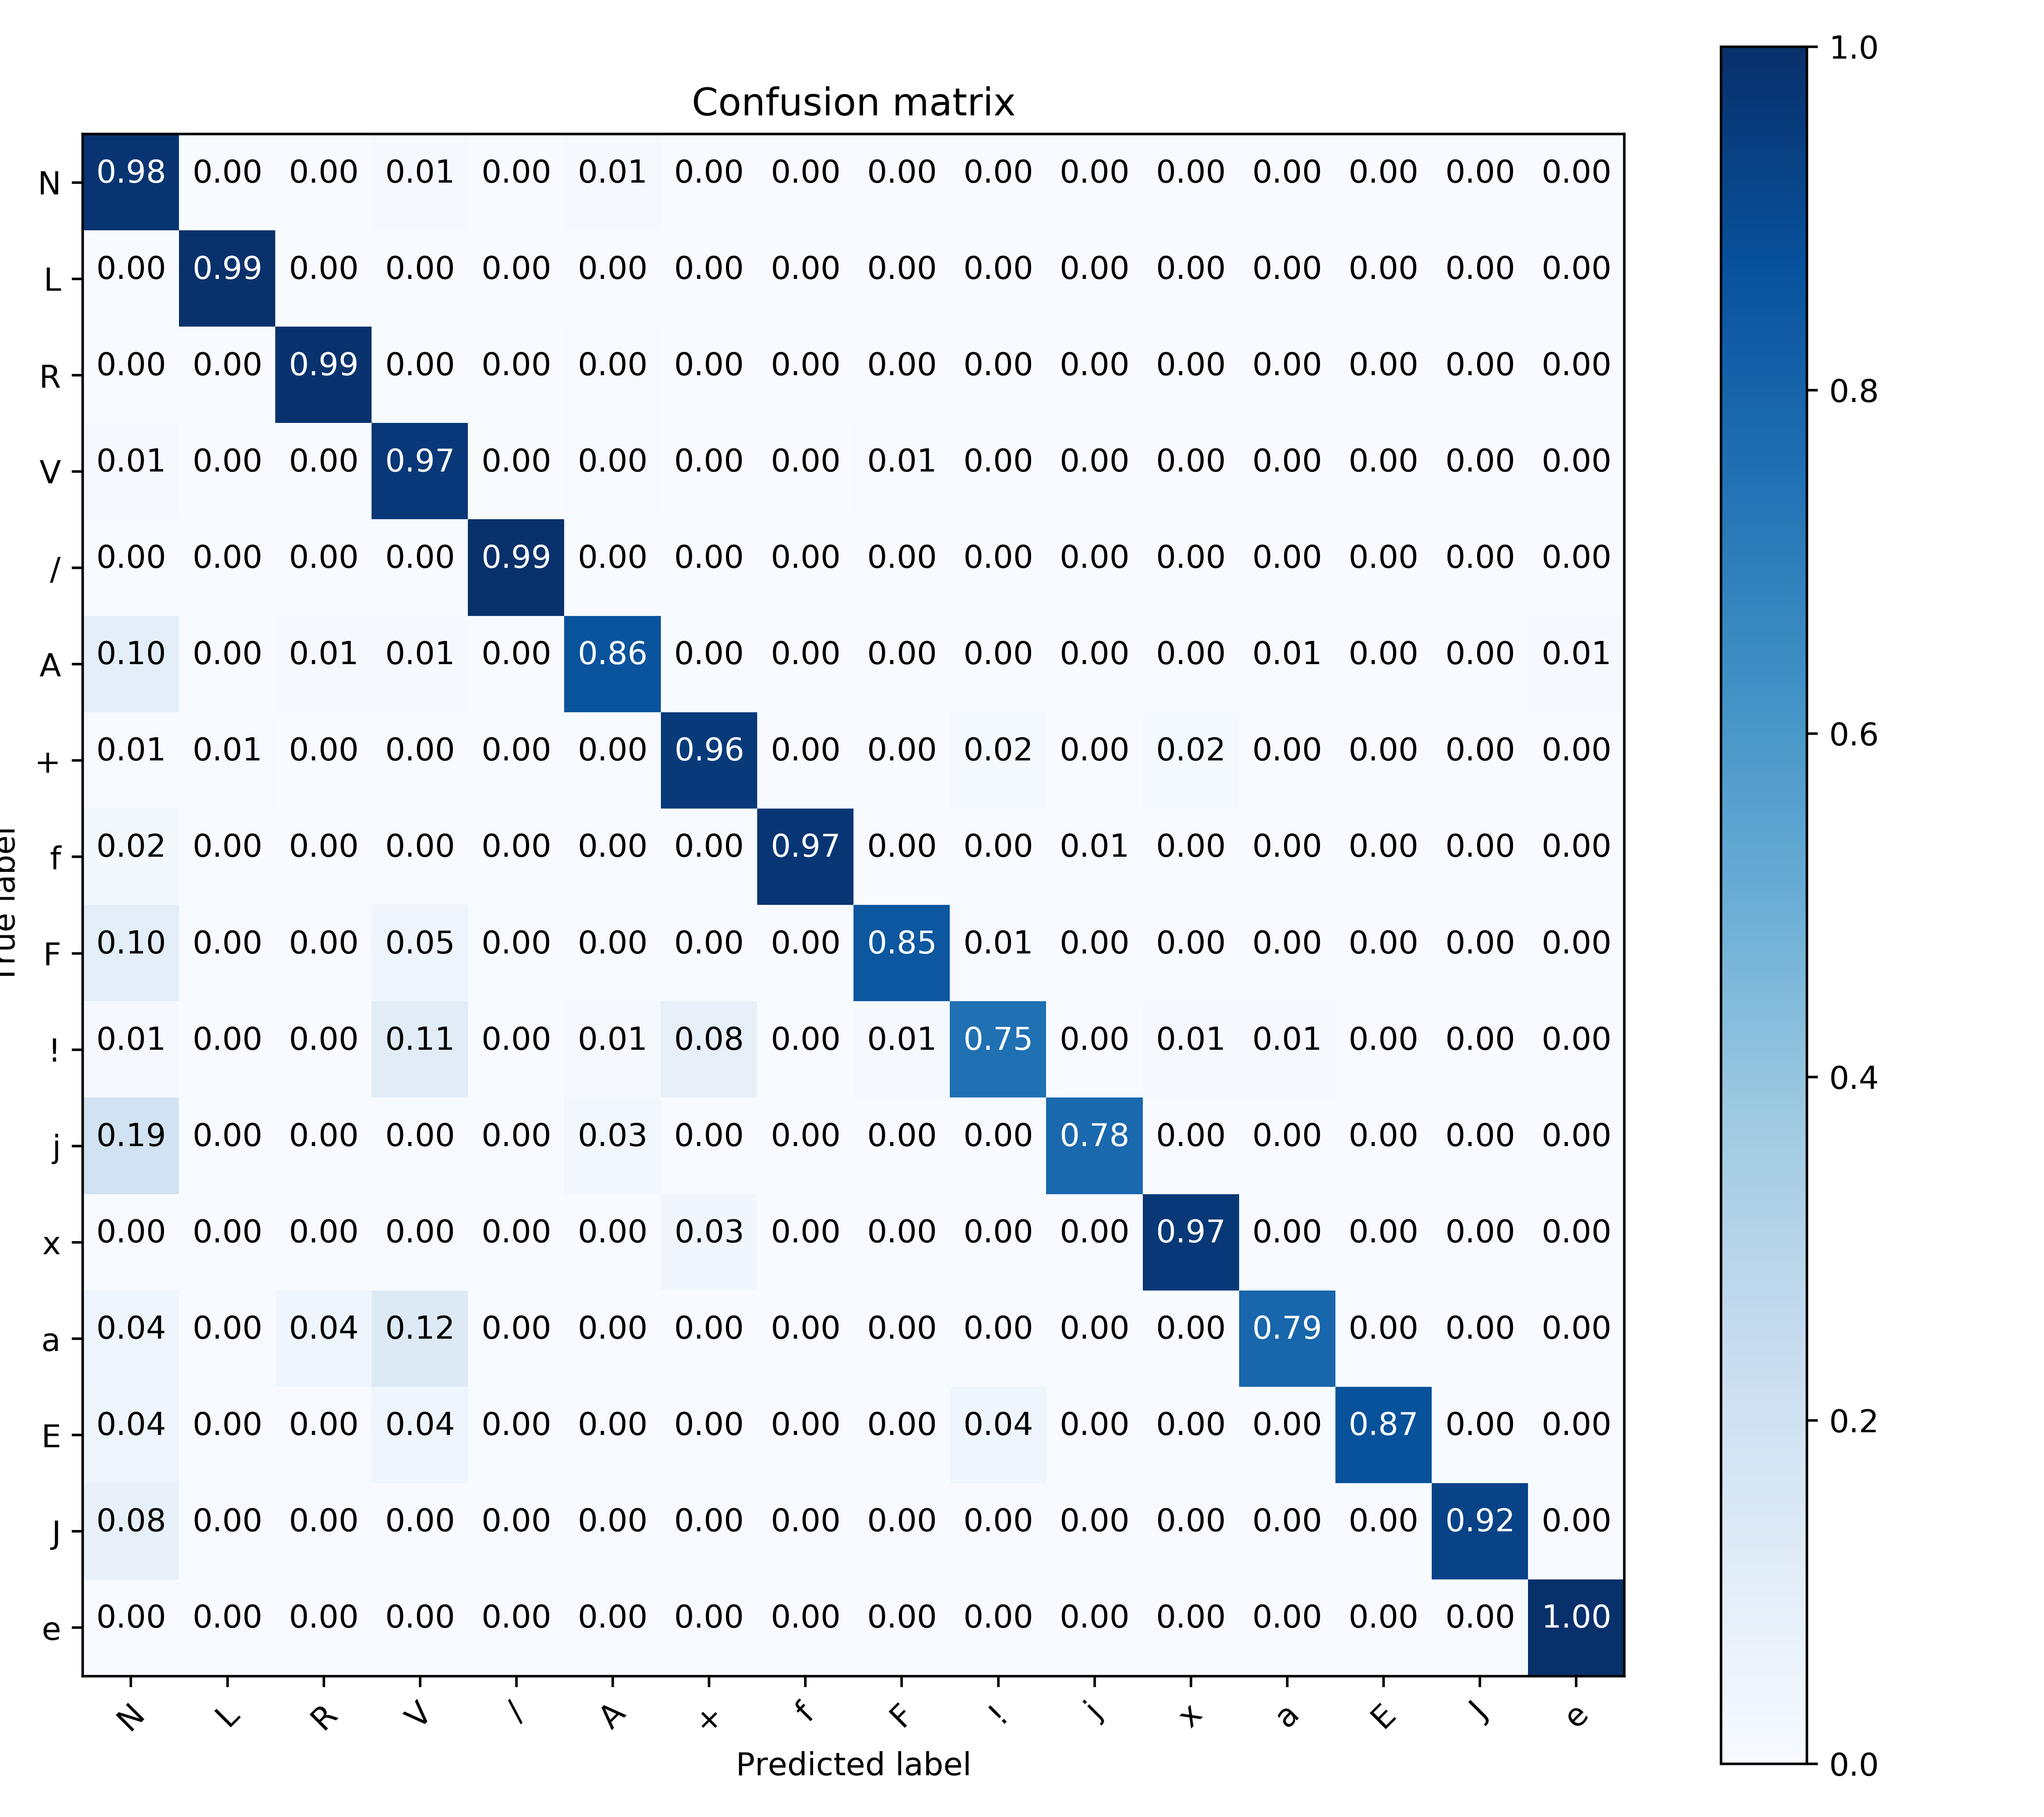 Confusion matrix
1.0
N 0.98 0.00 0.00 0.01 0.00 0.01 0.00 0.00 0.00 0.00 0.00 0.00 0.00 0.00 0.00 0.00
L 0.00 0.99 0.00 0.00 0.00 0.00 0.00 0.00 0.00 0.00 0.00 0.00 0.00 0.00 0.00 0.00
R 0.00 0.00 0.99 0.00 0.00 0.00 0.00 0.00 0.00 0.00 0.00 0.00 0.00 0.00 0.00 0.00
0.8
V 0.01 0.00 0.00 0.97 0.00 0.00 0.00 0.00 0.01 0.00 0.00 0.00 0.00 0.00 0.00 0.00
/ 0.00 0.00 0.00 0.00 0.99 0.00 0.00 0.00 0.00 0.00 0.00 0.00 0.00 0.00 0.00 0.00
A 0.10 0.00 0.01 0.01 0.00 0.86 0.00 0.00 0.00 0.00 0.00 0.00 0.01 0.00 0.00 0.01
0.6
+ 0.01 0.01 0.00 0.00 0.00 0.00 0.96 0.00 0.00 0.02 0.00 0.02 0.00 0.00 0.00 0.00
f 0.02 0.00 0.00 0.00 0.00 0.00 0.00 0.97 0.00 0.00 0.01 0.00 0.00 0.00 0.00 0.00
True label
F 0.10 0.00 0.00 0.05 0.00 0.00 0.00 0.00 0.85 0.01 0.00 0.00 0.00 0.00 0.00 0.00
! 0.01 0.00 0.00 0.11 0.00 0.01 0.08 0.00 0.01 0.75 0.00 0.01 0.01 0.00 0.00 0.00
0.4
j 0.19 0.00 0.00 0.00 0.00 0.03 0.00 0.00 0.00 0.00 0.78 0.00 0.00 0.00 0.00 0.00
x 0.00 0.00 0.00 0.00 0.00 0.00 0.03 0.00 0.00 0.00 0.00 0.97 0.00 0.00 0.00 0.00
a 0.04 0.00 0.04 0.12 0.00 0.00 0.00 0.00 0.00 0.00 0.00 0.00 0.79 0.00 0.00 0.00
E 0.04 0.00 0.00 0.04 0.00 0.00 0.00 0.00 0.00 0.04 0.00 0.00 0.00 0.87 0.00 0.00
0.2
J 0.08 0.00 0.00 0.00 0.00 0.00 0.00 0.00 0.00 0.00 0.00 0.00 0.00 0.00 0.92 0.00
e 0.00 0.00 0.00 0.00 0.00 0.00 0.00 0.00 0.00 0.00 0.00 0.00 0.00 0.00 0.00 1.00
N L R V / A + f F ! j x a E J e
Predicted label
0.0